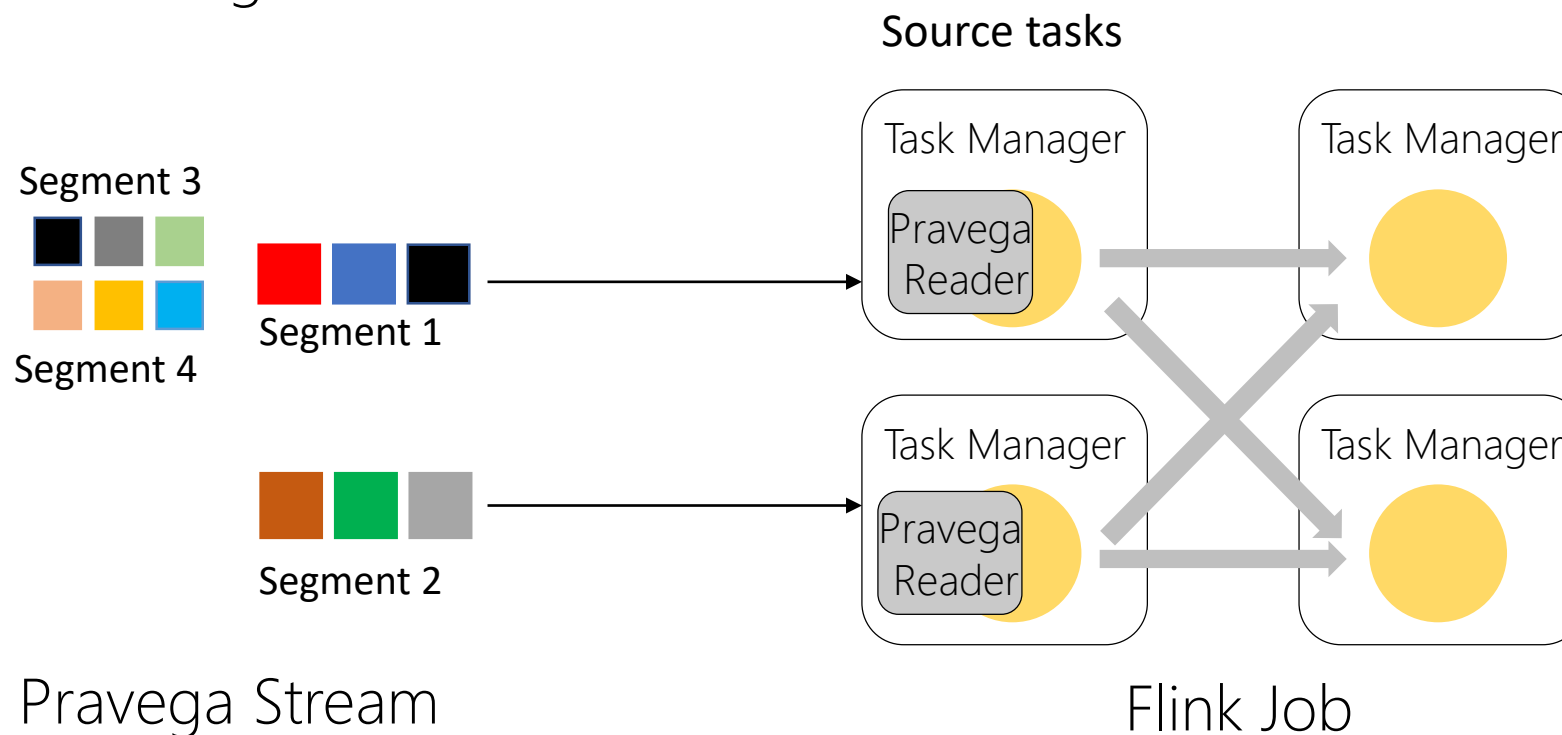 Source tasks
Task Manager
Task Manager
Segment 3
Pravega
Reader
Segment 1
Segment 4
Task Manager
Task Manager
Pravega
Reader
Segment 2
Pravega Stream
Flink Job